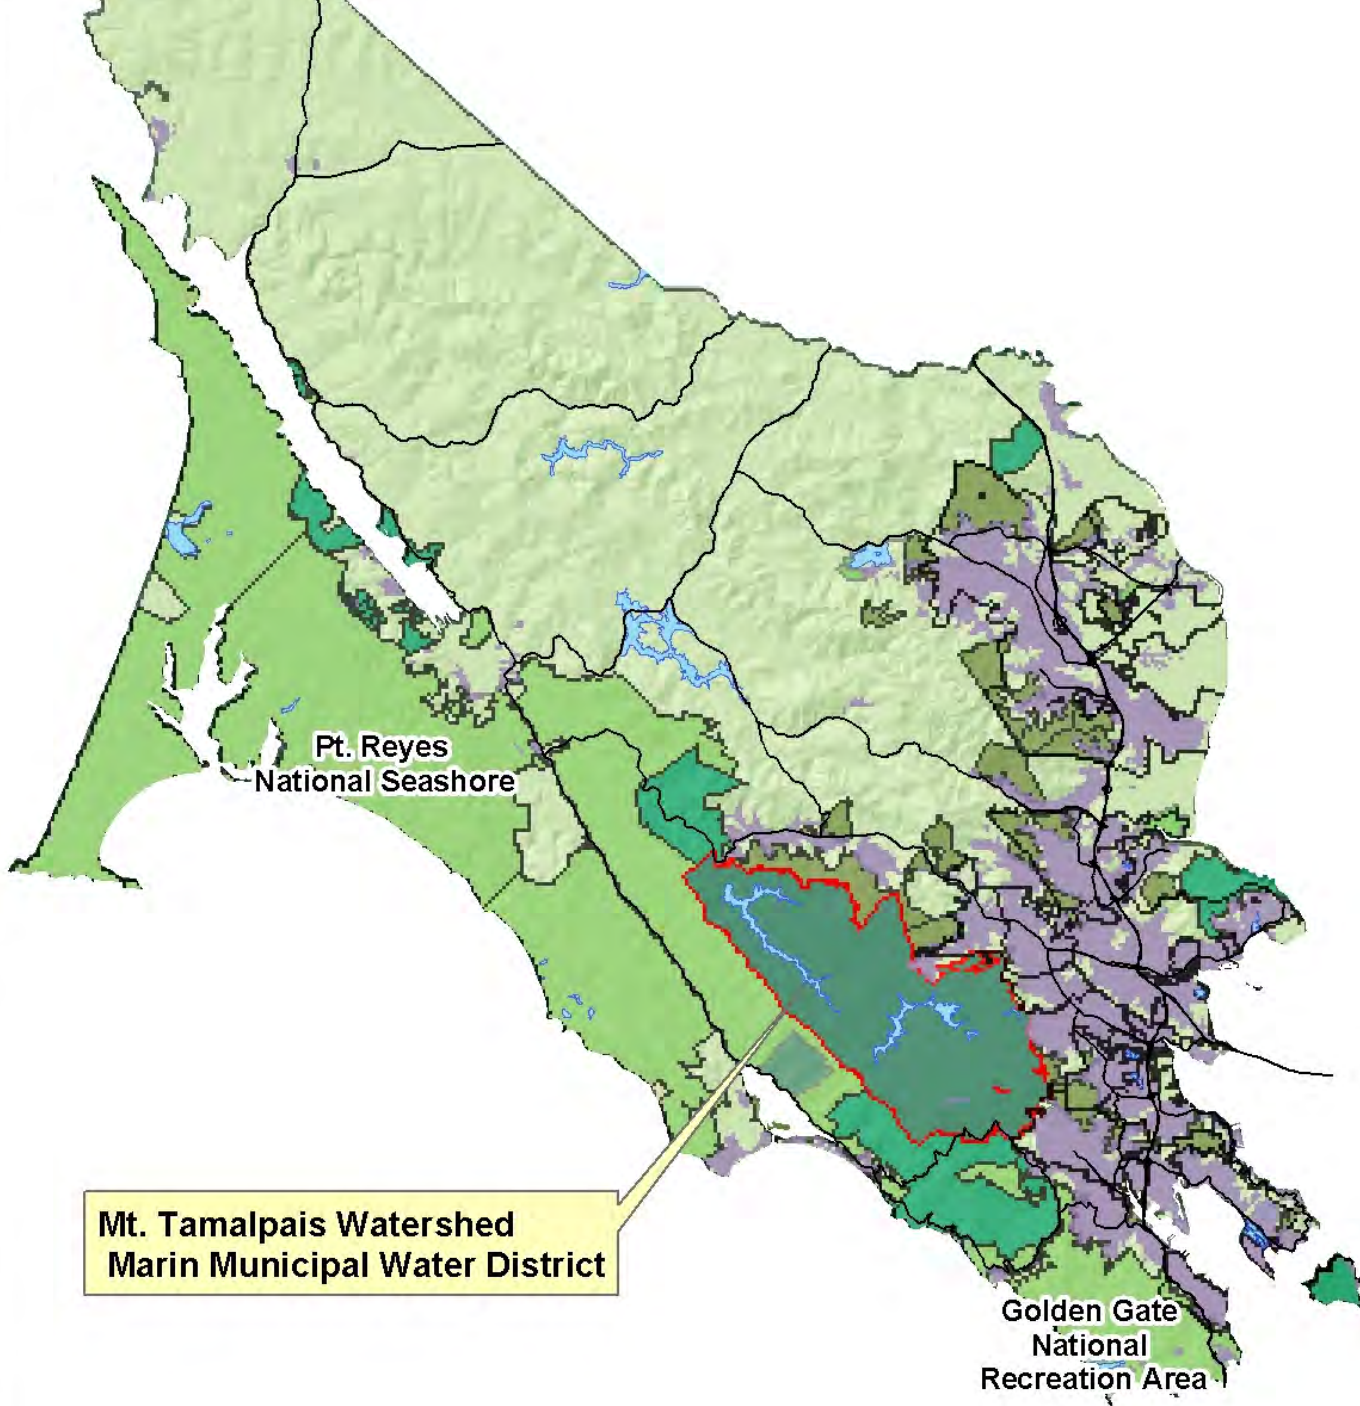 Pt. Reyes
National Seashore
Mt. Tamalpais Watershed
Marin Municipal Water District
Golden Gate
National
Recreation Area